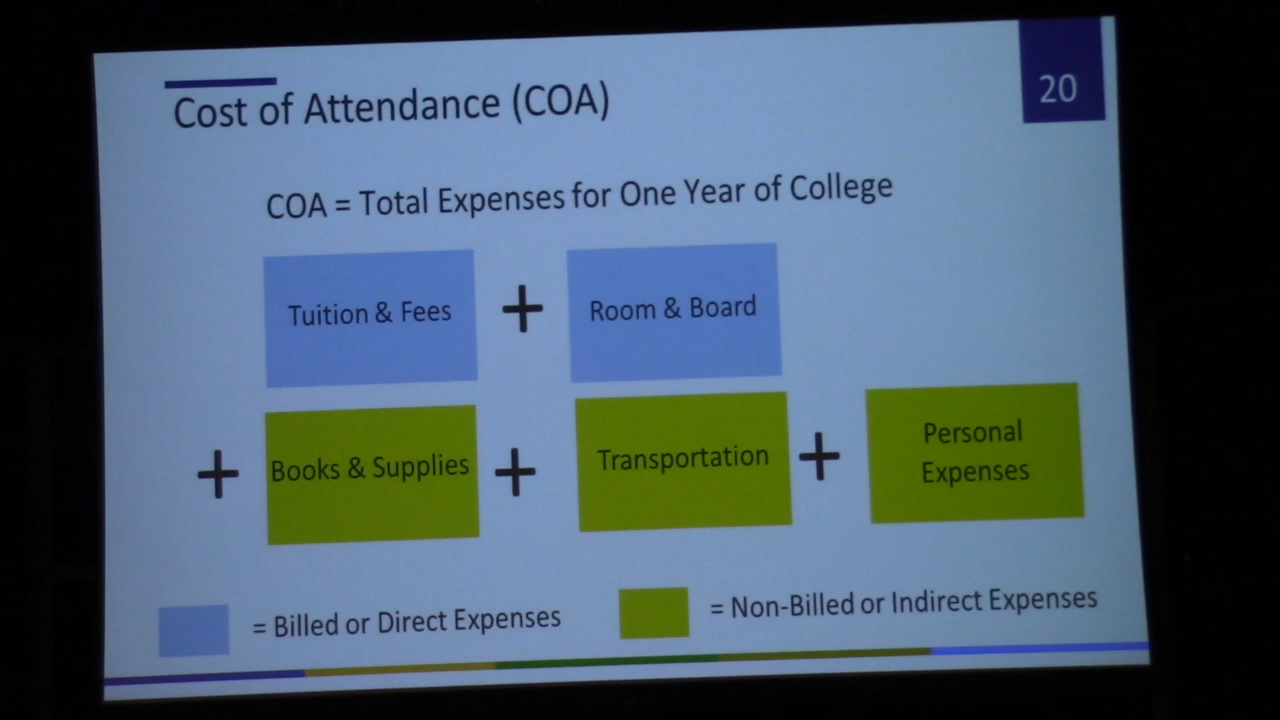 20
Cost of Attendance (COA)
COA = Total Expenses for One Year of College
Tuition & Fees + Room & Board
+ Books & Supplies + Transportation + Personal
Expenses
= Billed or Direct Expenses
= Non-Billed or Indirect Expenses